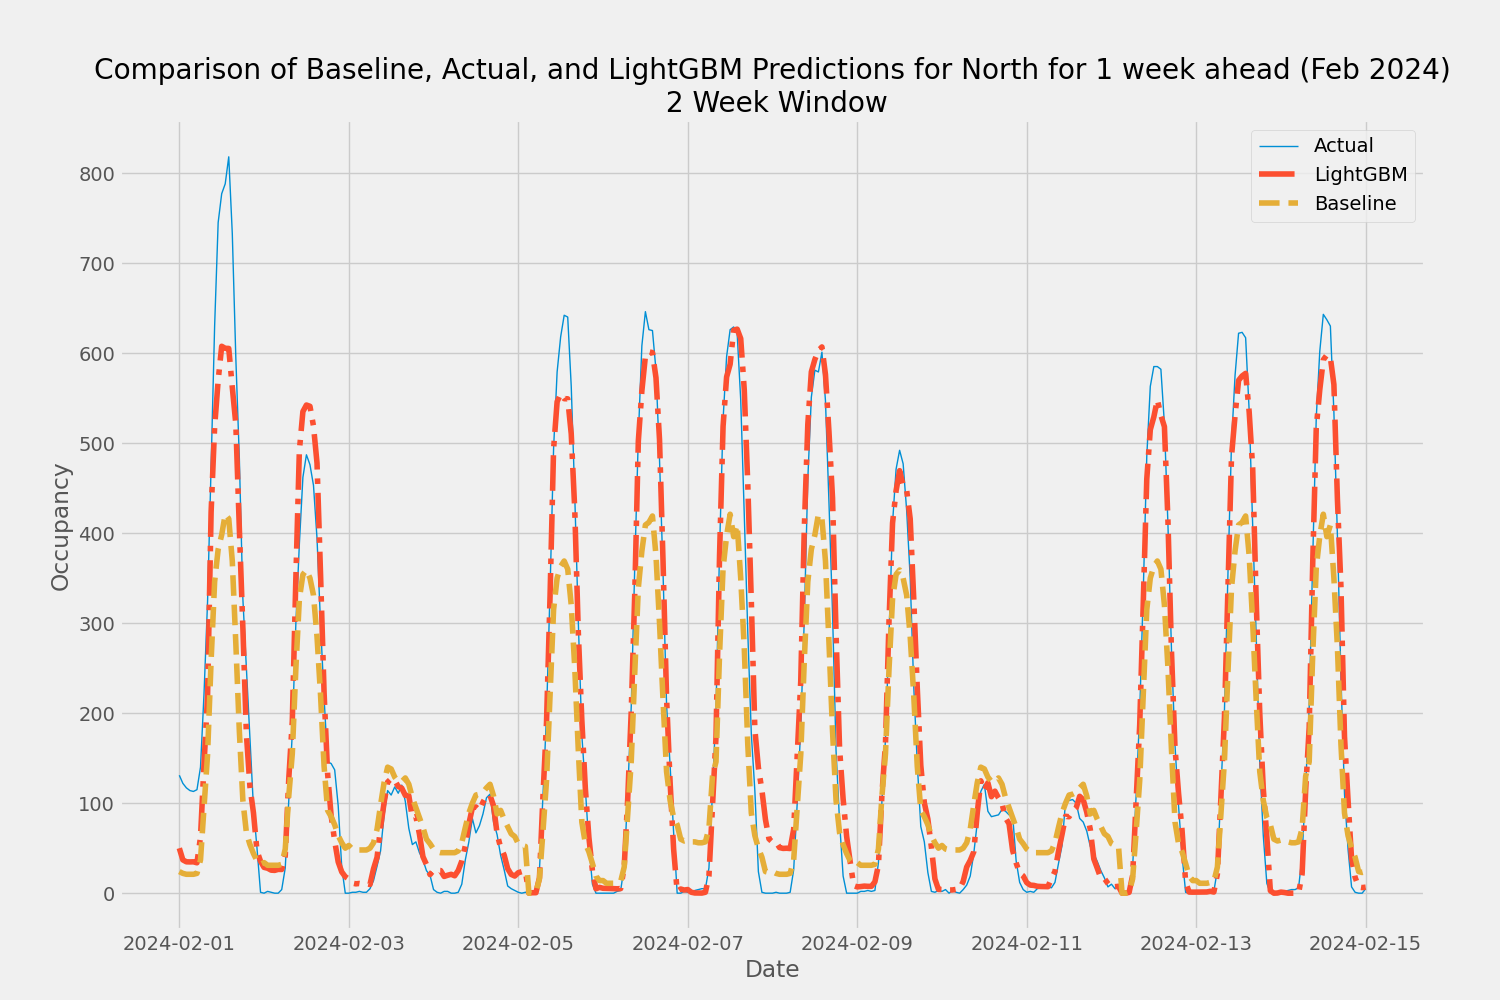 Comparison of Baseline, Actual, and LightGBM Predictions for North for 1 week ahead (Feb 2024)
2 Week Window
Actual
LightGBM
Baseline
800
700
600
500
400
300
200
100
0
Occupancy
2024-02-01
2024-02-03
2024-02-05
2024-02-07
2024-02-09
2024-02-11
2024-02-13
2024-02-15
Date